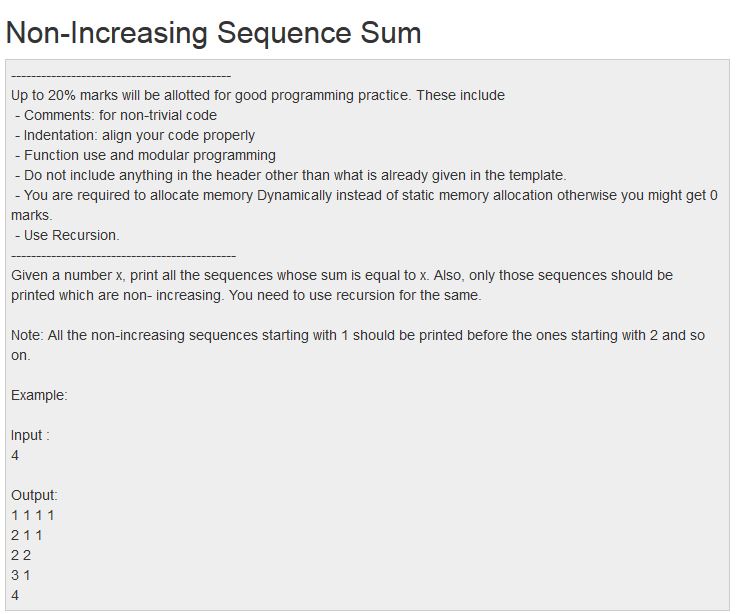 Non-Increasing Sequence Sum
--------------------------------------------
Up to 20% marks will be allotted for good programming practice. These include
- Comments: for non-trivial code
- Indentation: align your code properly
- Function use and modular programming
- Do not include anything in the header other than what is already given in the template.
- You are required to allocate memory Dynamically instead of static memory allocation otherwise you might get 0
marks.
- Use Recursion.
---------------------------------------------
Given a number x, print all the sequences whose sum is equal to x. Also, only those sequences should be
printed which are non- increasing. You need to use recursion for the same.
Note: All the non-increasing sequences starting with 1 should be printed before the ones starting with 2 and so
on.
Example:
Input :
4
Output:
1 1 1 1
2 1 1
2 2
3 1
4